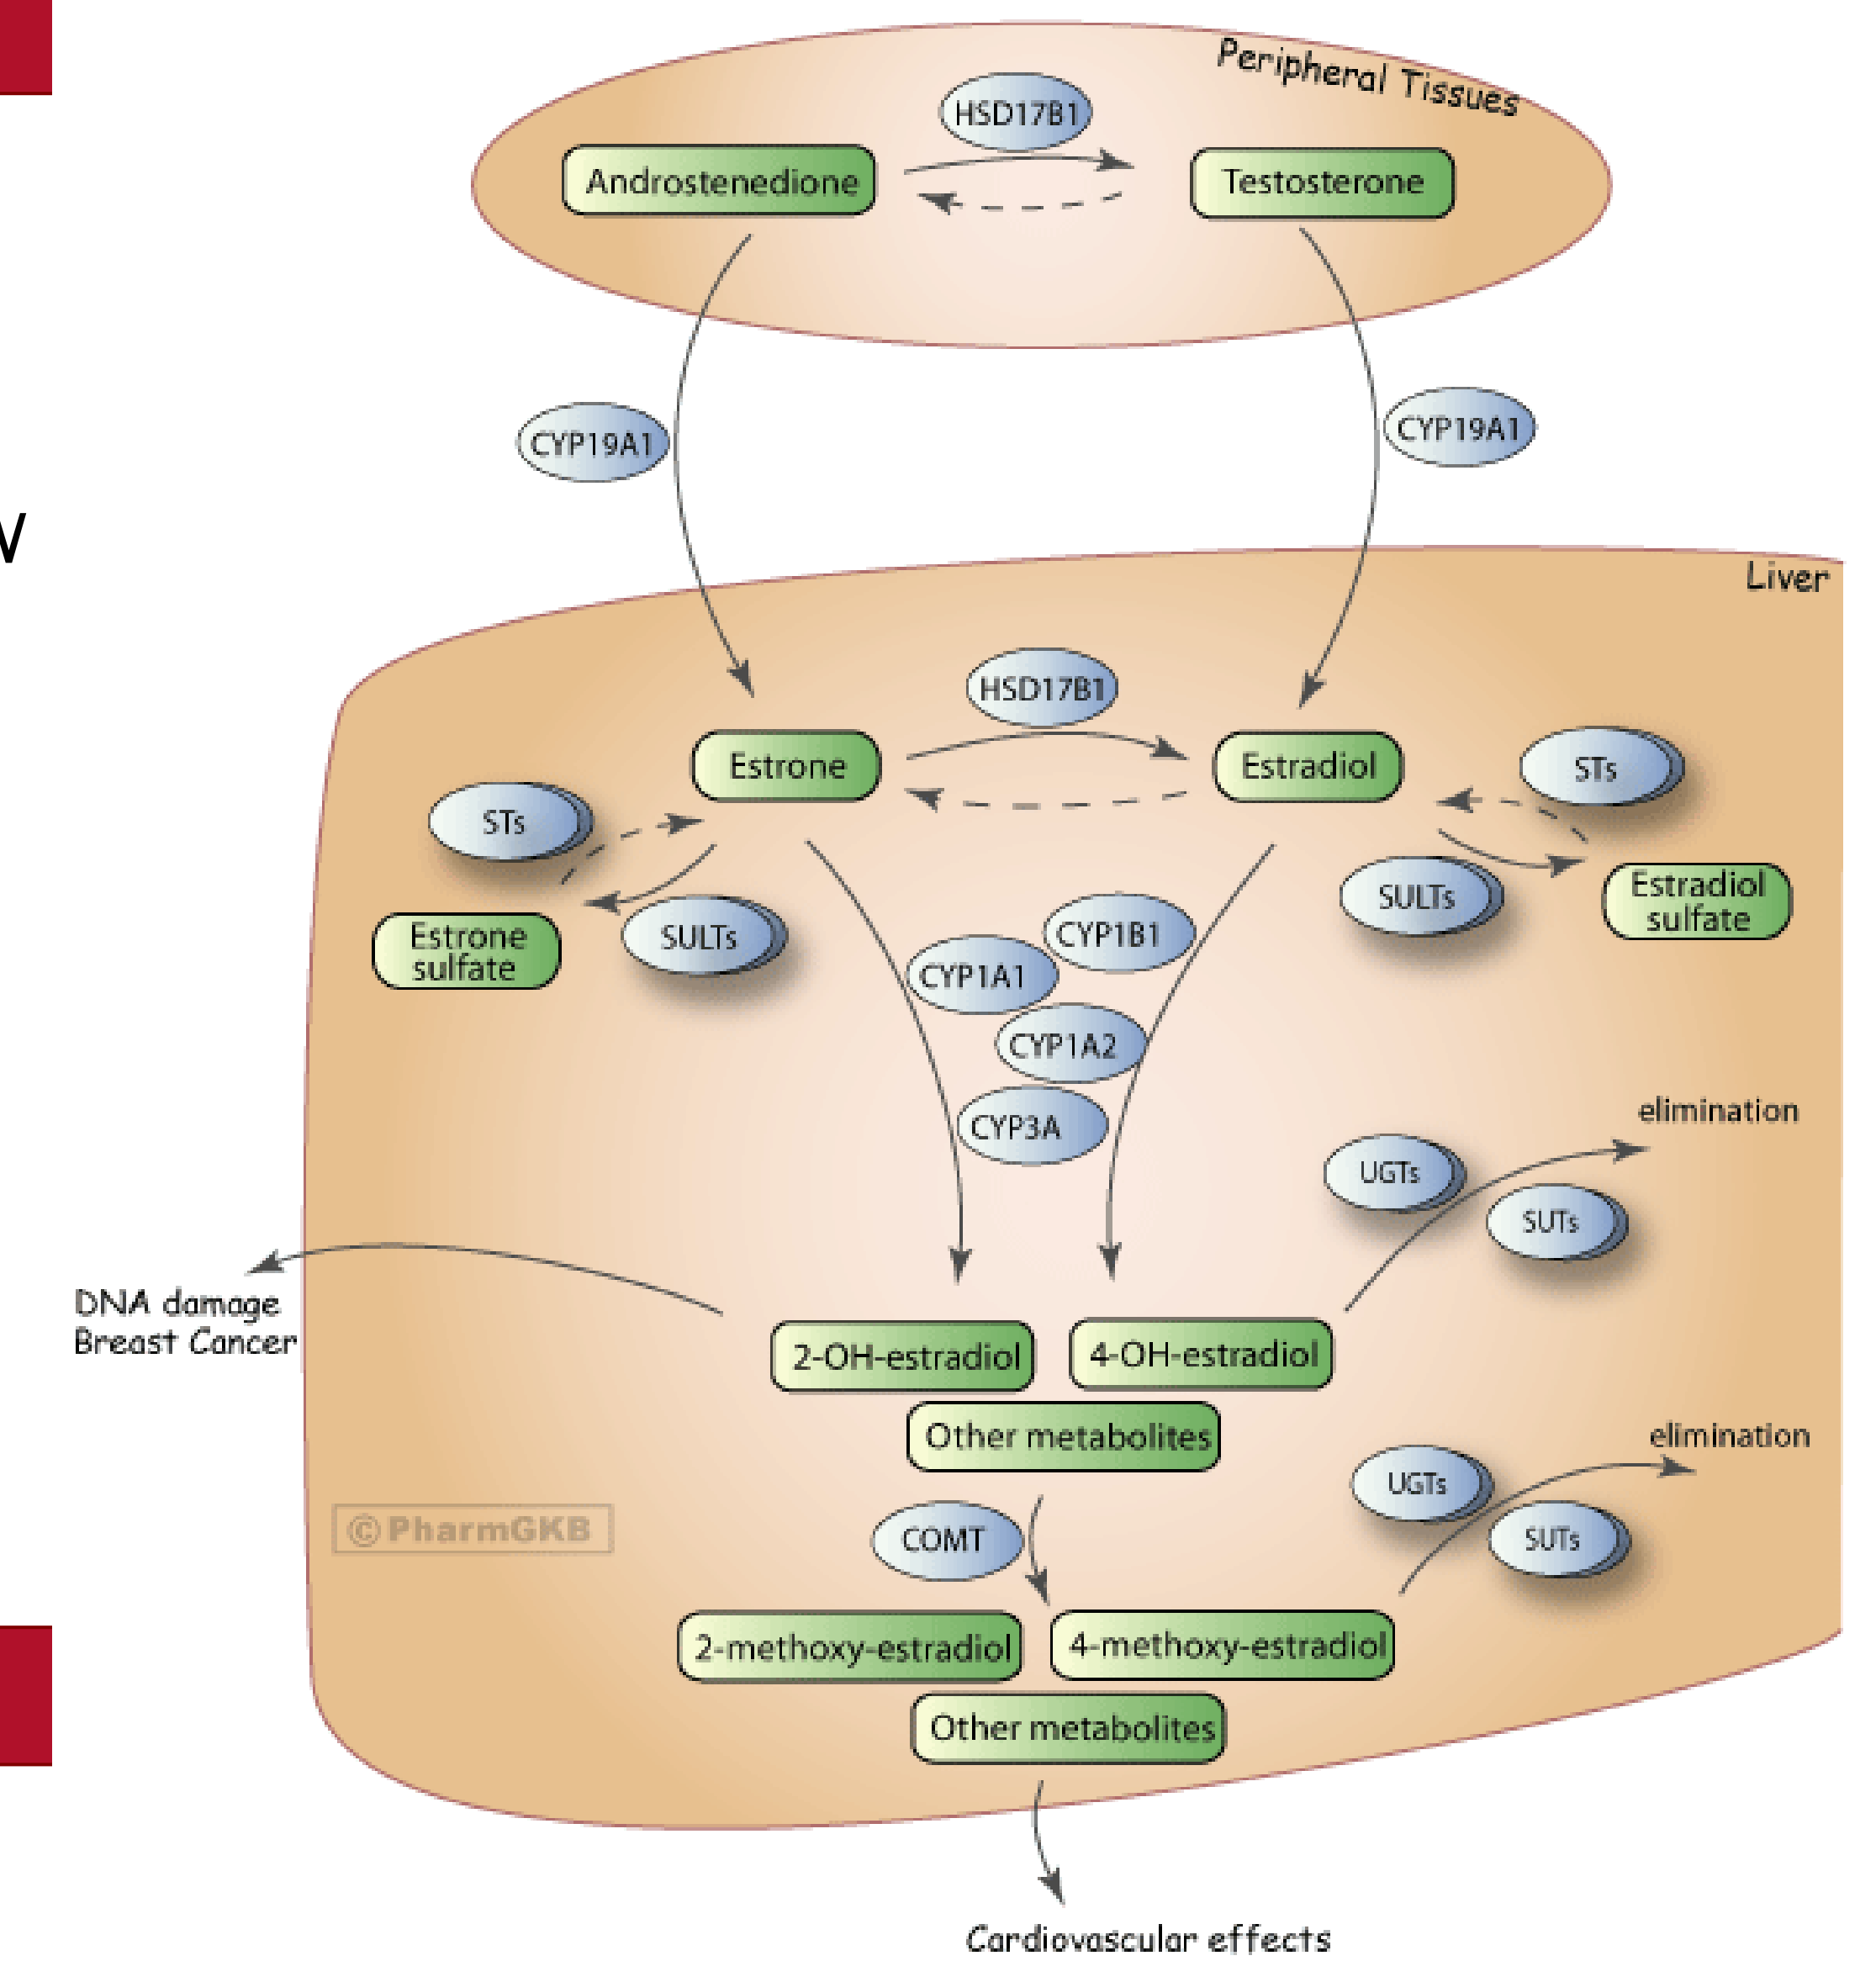 Peripheral Tissues
HSD17B1
Androstenedione
Testosterone
CYP19A1
CYP19A1
Liver
HSD17B1
Estrone
Estradiol
STs
STs
SULTs
Estradiol
sulfate
SULTs
Estrone
sulfate
CYP1B1
CYP1A1
CYP1A2
CYP3A
elimination
UGTs
SUTs
DNA damage
Breast Cancer
2-OH-estradiol
4-OH-estradiol
Other metabolites
elimination
UGTs
SUTs
© PharmGKB
COMT
2-methoxy-estradiol
4-methoxy-estradiol
Other metabolites
Cardiovascular effects